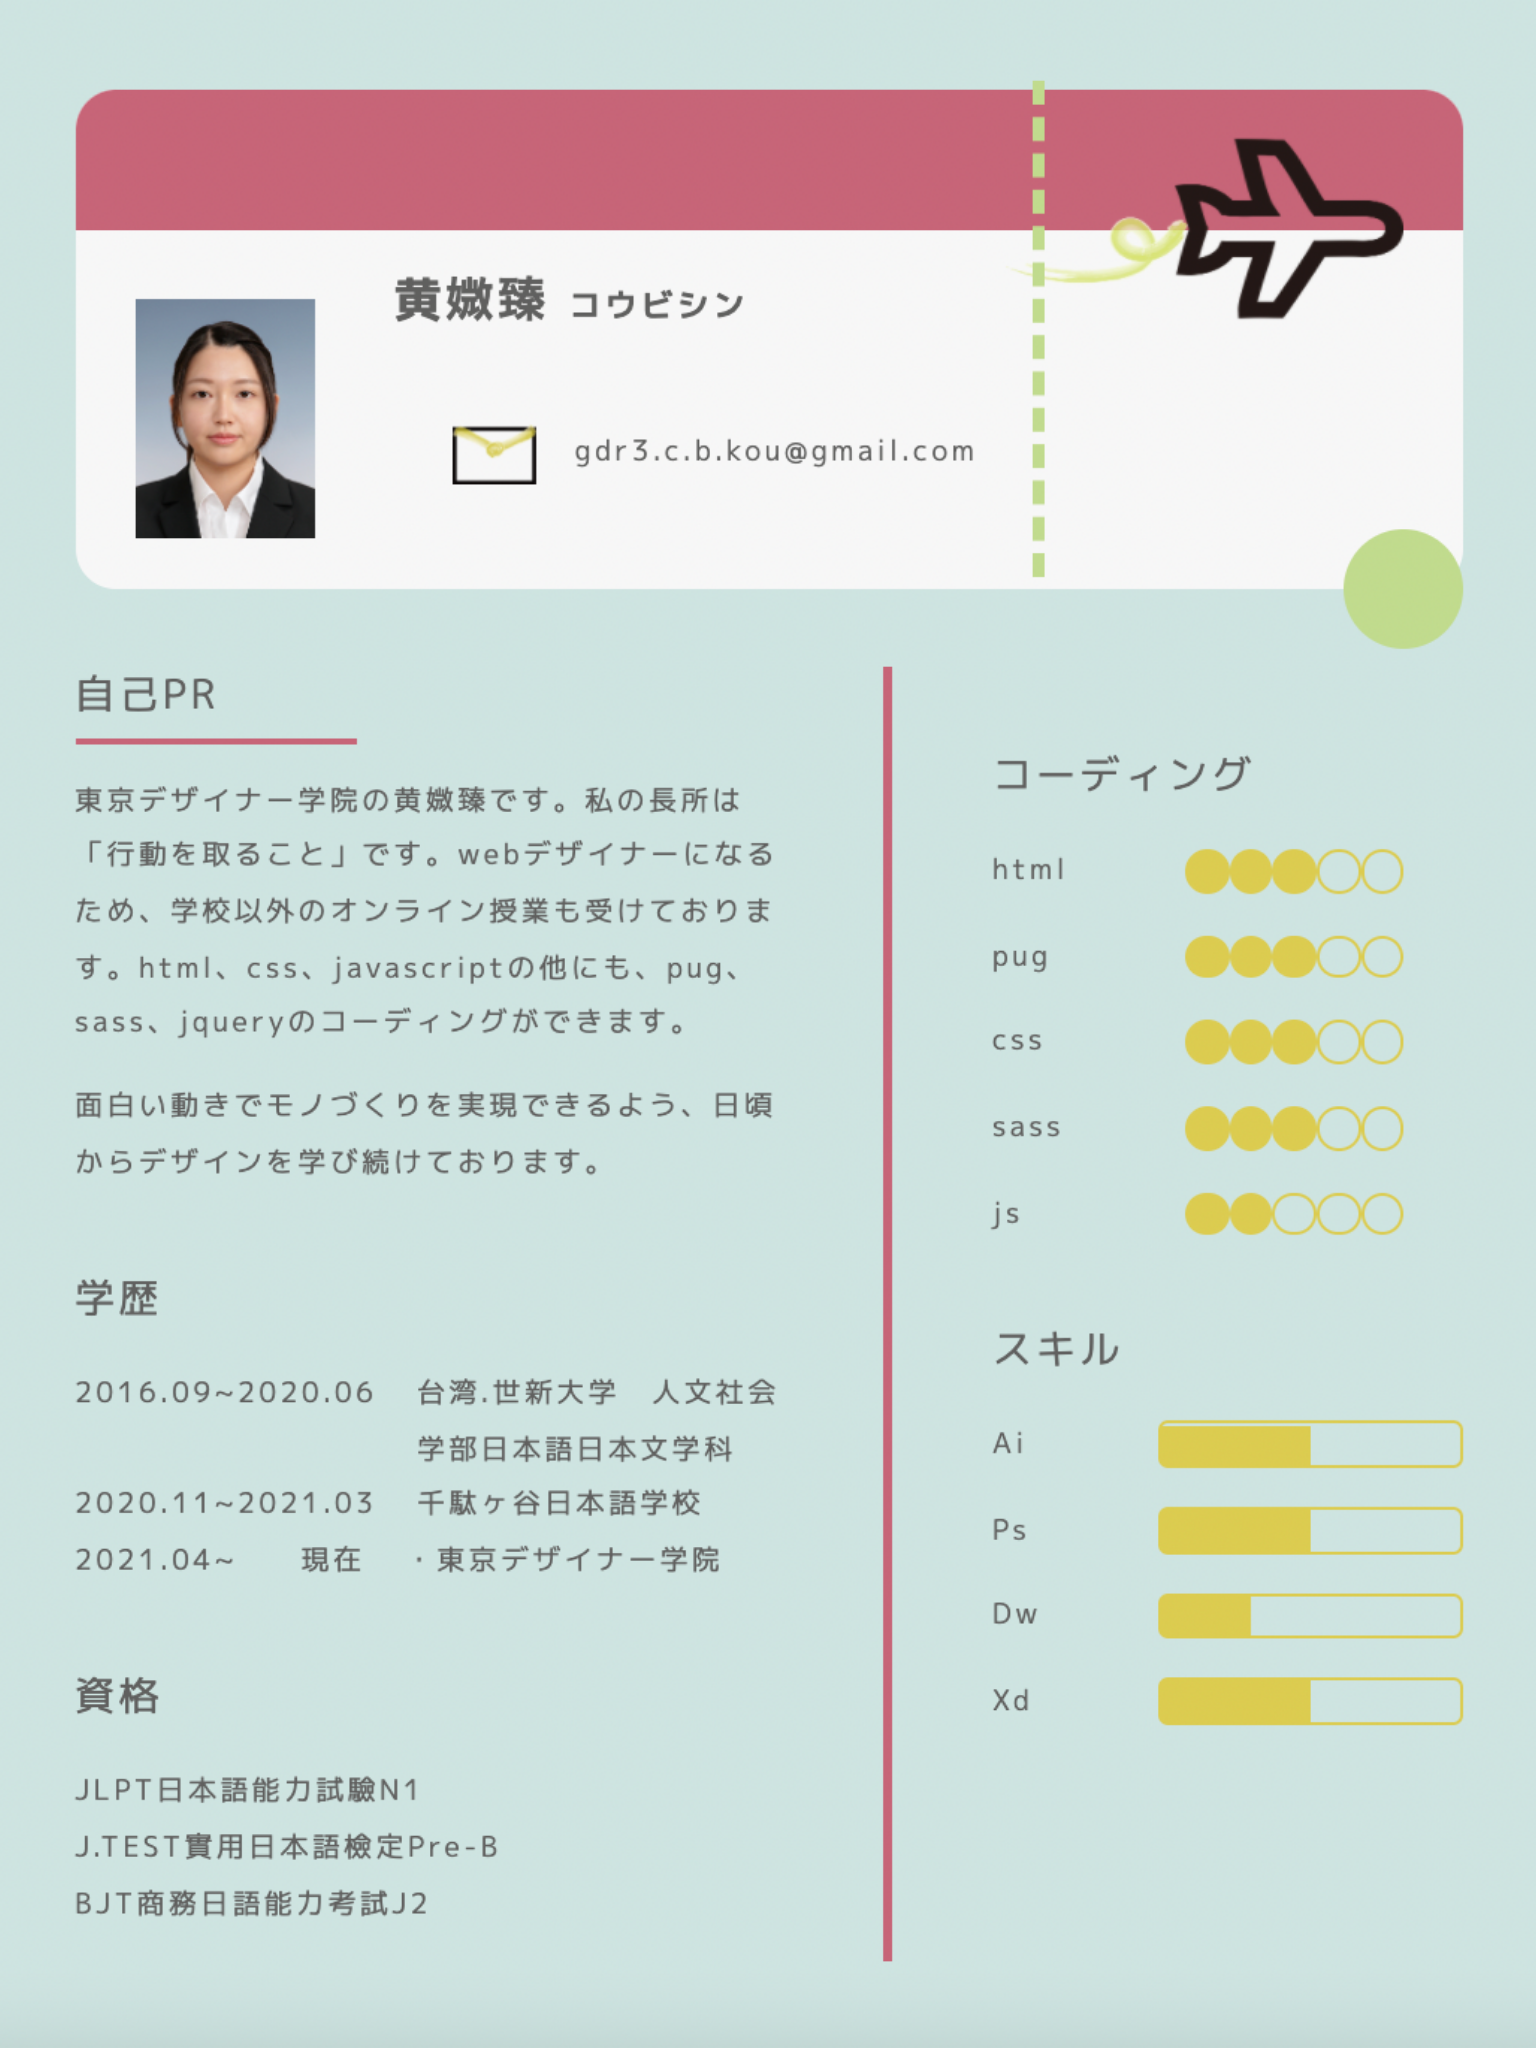 黄媺臻 コウビシン
gdr3.c.b.kou@gmail.com
自己PR
東京デザイナー学院の黄媺臻です。私の長所は
「行動を取ること」です。webデザイナーになる
ため、学校以外のオンライン授業も受けておりま
す。html、css、javascriptの他にも、pug、
sass、jqueryのコーディングができます。
面白い動きでモノづくりを実現できるよう、日頃
からデザインを学び続けております。
学歴
2016.09~2020.06 台湾.世新大学 人文社会
学部日本語日本文学科
2020.11~2021.03 千駄ヶ谷日本語学校
2021.04~ 現在 ・東京デザイナー学院
資格
JLPT日本語能力試驗N1
J.TEST實用日本語檢定Pre-B
BJT商務日語能力考試J2
コーディング
html
pug
css
sass
js
スキル
Ai
Ps
Dw
Xd